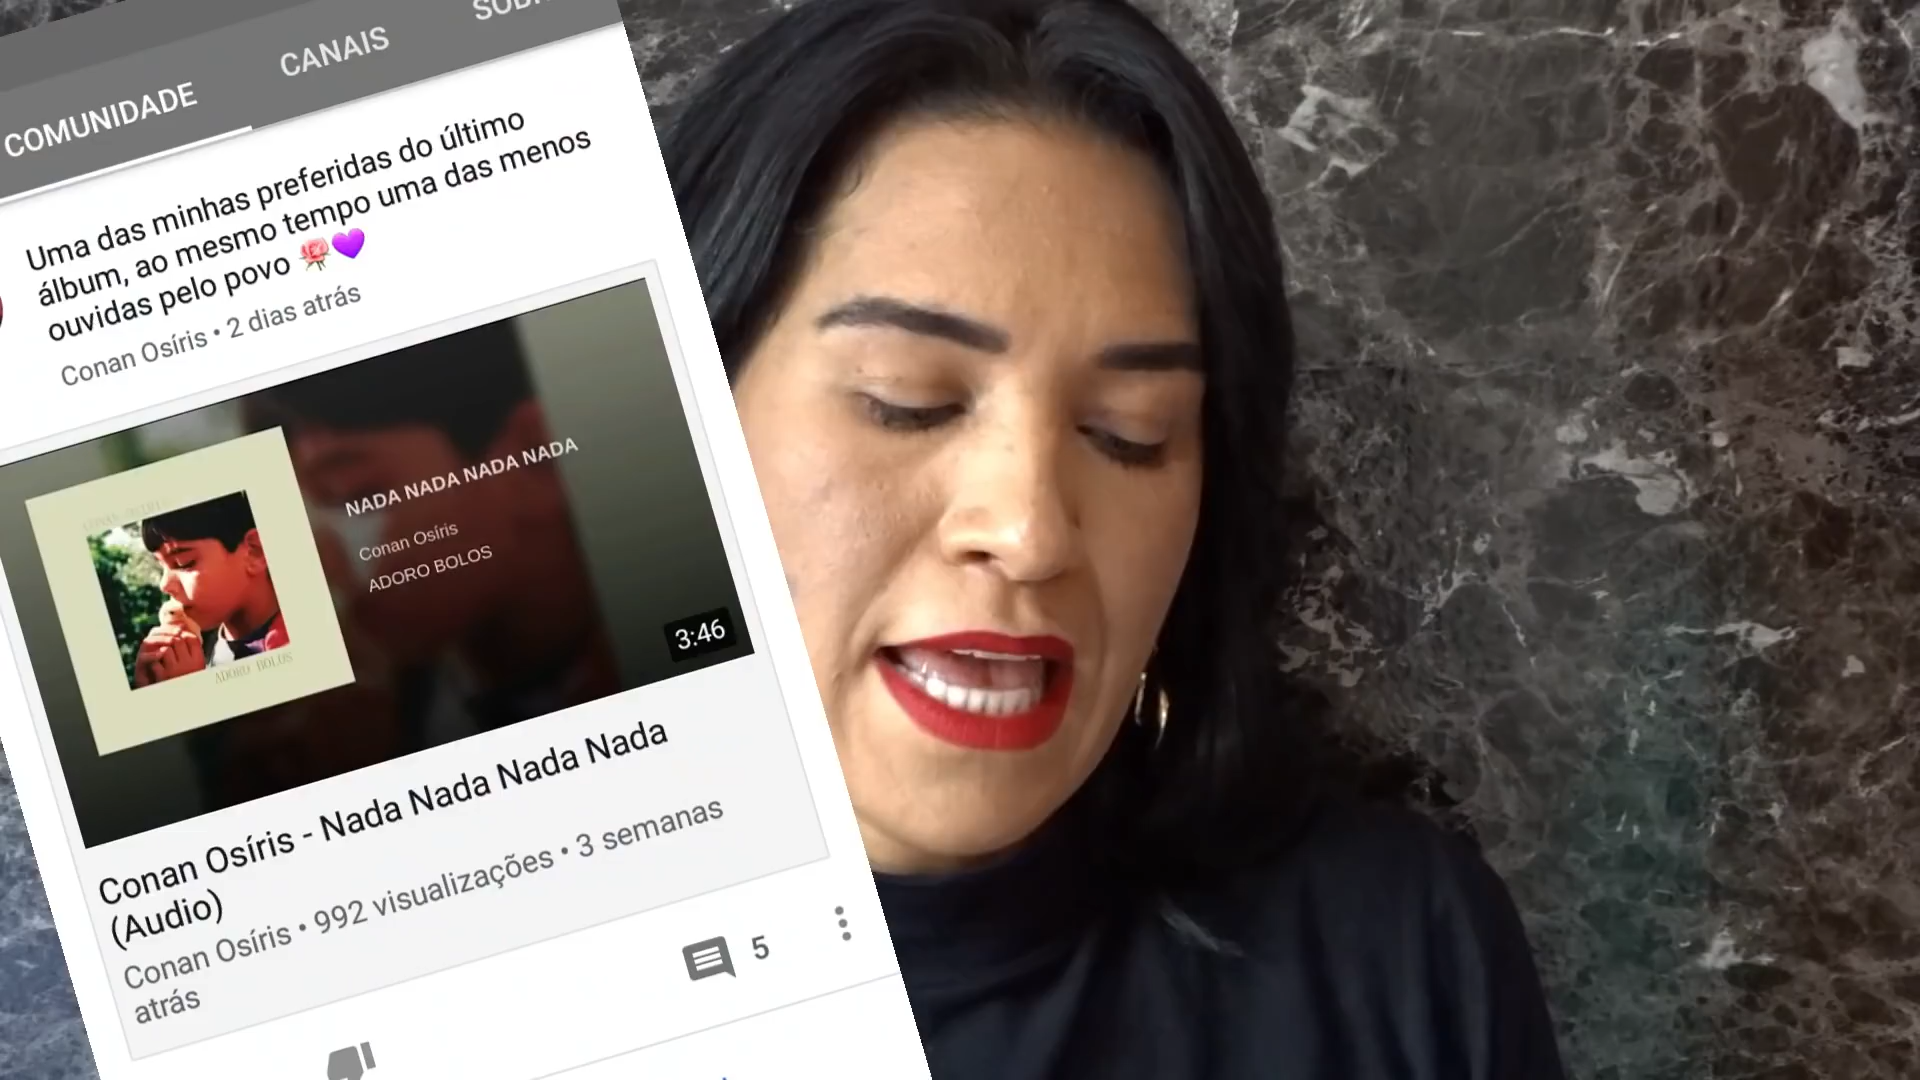 COMUNIDADE
CANAIS
Uma das minhas preferidas do último
álbum, ao mesmo tempo uma das menos
ouvidas pelo povo 🌹💜
Conan Osíris • 2 dias atrás
NADA NADA NADA NADA
Conan Osíris
ADORO BOLOS
ADORO BOLOS
3:46
Conan Osíris - Nada Nada Nada Nada
(Audio)
Conan Osíris • 992 visualizações • 3 semanas
atrás
5